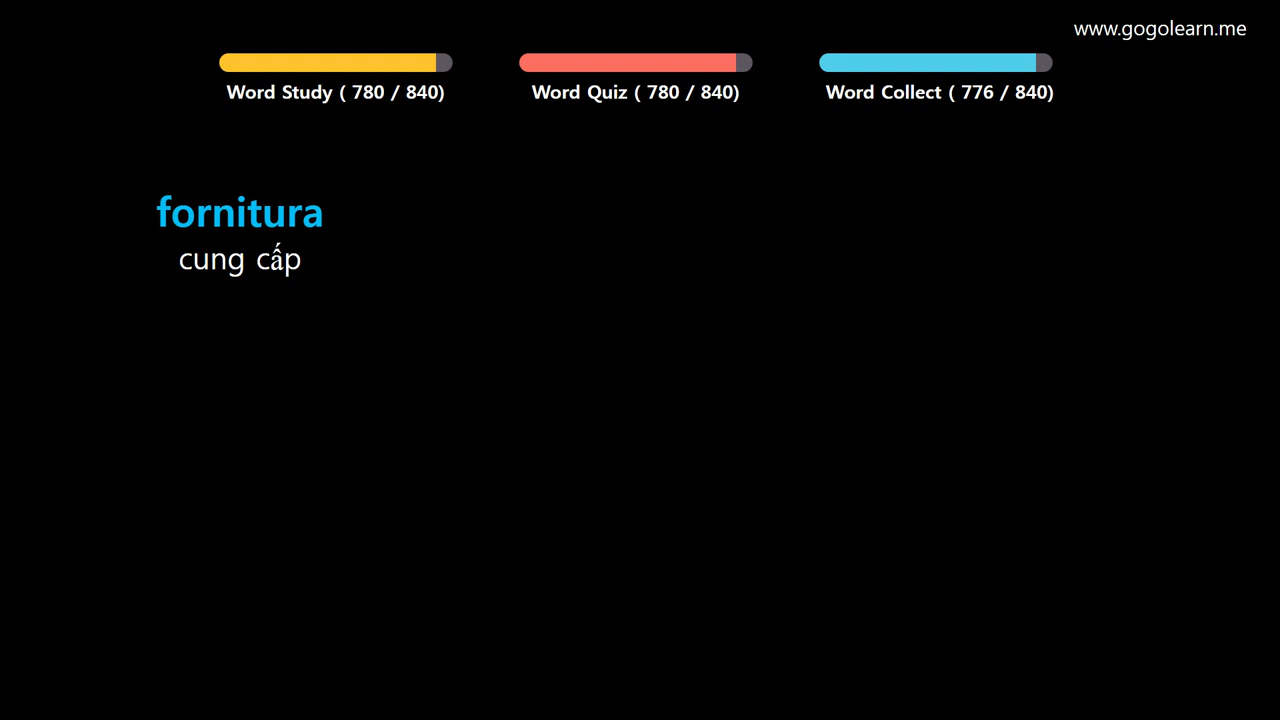 www.gogolearn.me
Word Study ( 780 / 840)
Word Quiz ( 780 / 840)
Word Collect ( 776 / 840)
fornitura
cung cấp